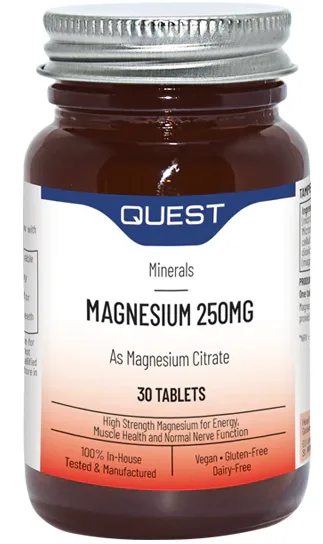 QUEST
Minerals
MAGNESIUM 250MG
As Magnesium Citrate
30 TABLETS
High Strength Magnesium for Energy,
Muscle Health and Normal Nerve Function
100% In-House
Tested & Manufactured
Vegan • Gluten-Free
Dairy-Free